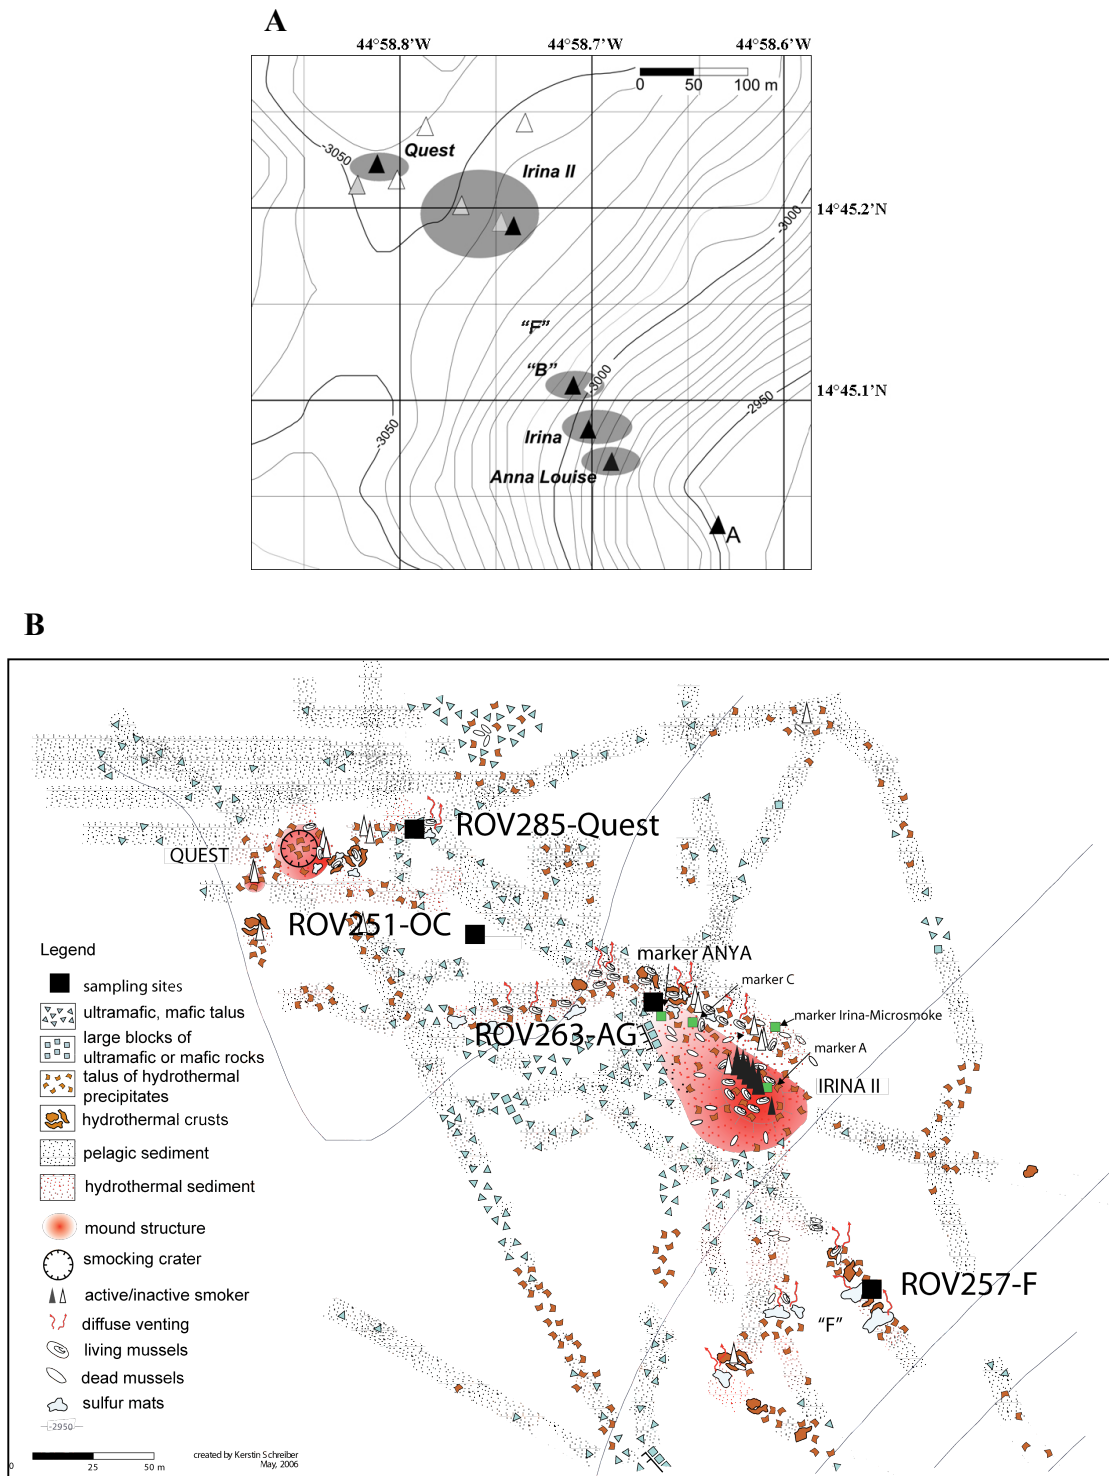 A
44°58.8'W
44°58.7'W
44°58.6'W
0 50 100 m
-3050
Quest
Irina II
14°45.2'N
-3000
"F"
"B"
-3000
14°45.1'N
-2950
-3050
Irina
Anna Louise
A
B
ROV285-Quest
QUEST
ROV251-OC
marker ANYA
marker C
marker Irina-Microsmoke
ROV263-AG
marker A
IRINA II
ROV257-F
"F"
Legend
sampling sites
ultramafic, mafic talus
large blocks of
ultramafic or mafic rocks
talus of hydrothermal
precipitates
hydrothermal crusts
pelagic sediment
hydrothermal sediment
mound structure
smocking crater
active/inactive smoker
diffuse venting
living mussels
dead mussels
sulfur mats
-2950
0 25 50 m
created by Kerstin Schreiber
May, 2006